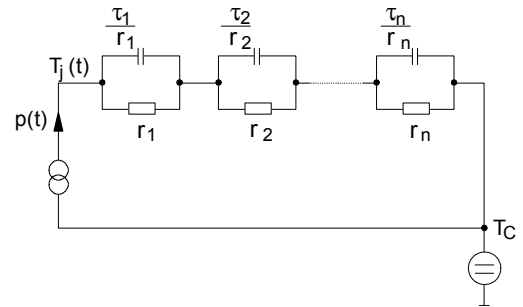 τ1/r1 τ2/r2 τn/rn
Tj(t)
r1 r2 rn
p(t)
TC